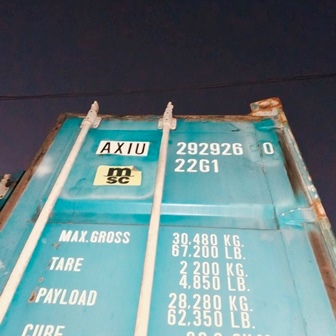 AXIU 292926 0
22G1
m
sc
MAX.GROSS 30.480 KG.
67.200 LB.
TARE 2 200 KG.
4.850 LB.
PAYLOAD 28.280 KG.
62.350 LB.
CUBE